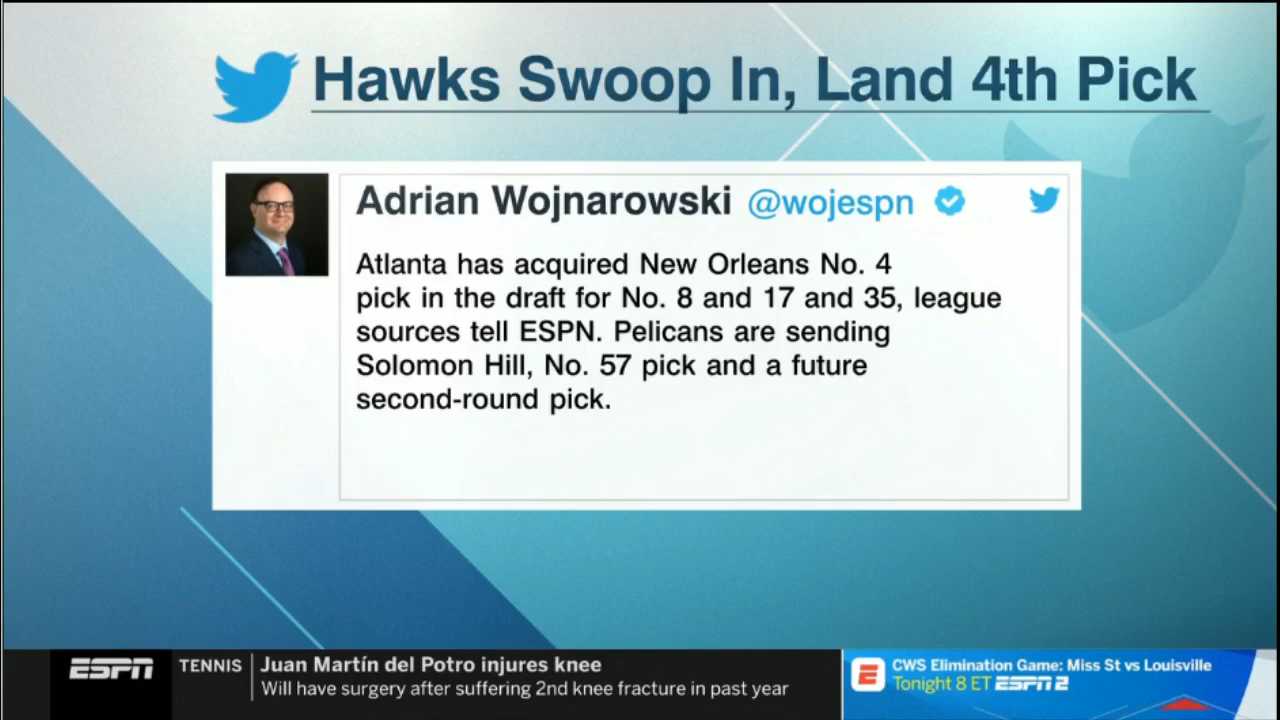 Hawks Swoop In, Land 4th Pick
Adrian Wojnarowski @wojespn
Atlanta has acquired New Orleans No. 4
pick in the draft for No. 8 and 17 and 35, league
sources tell ESPN. Pelicans are sending
Solomon Hill, No. 57 pick and a future
second-round pick.
ESPN TENNIS Juan Martín del Potro injures knee
Will have surgery after suffering 2nd knee fracture in past year
E CWS Elimination Game: Miss St vs Louisville
Tonight 8 ET ESPN 2